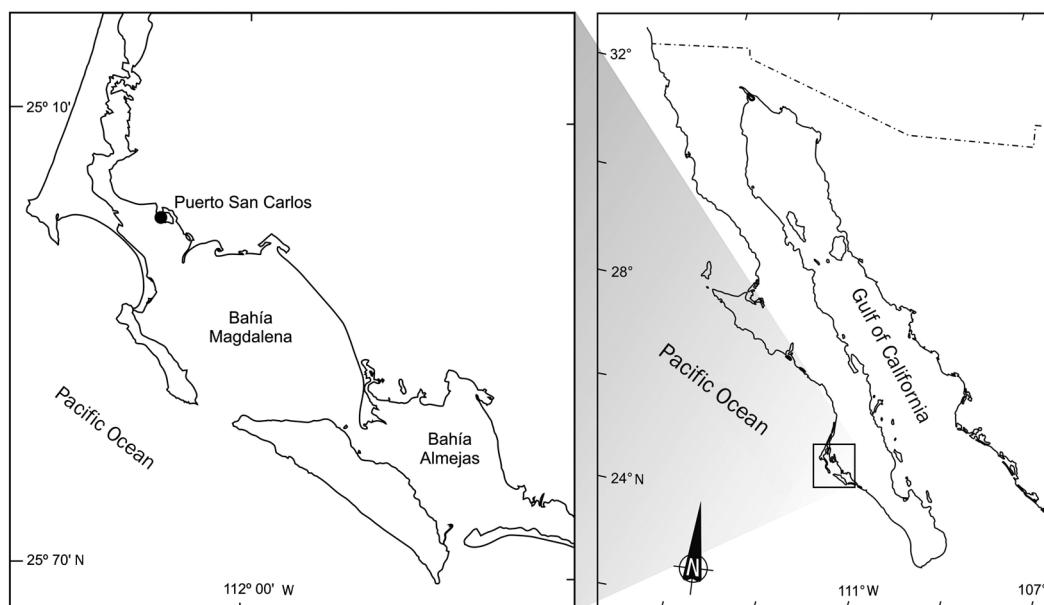 25º 10'
Puerto San Carlos
Bahía
Magdalena
Pacific Ocean
Bahía
Almejas
25º 70' N
112º 00' W
32°
28°
Gulf of California
Pacific Ocean
24° N
N
111° W
107°